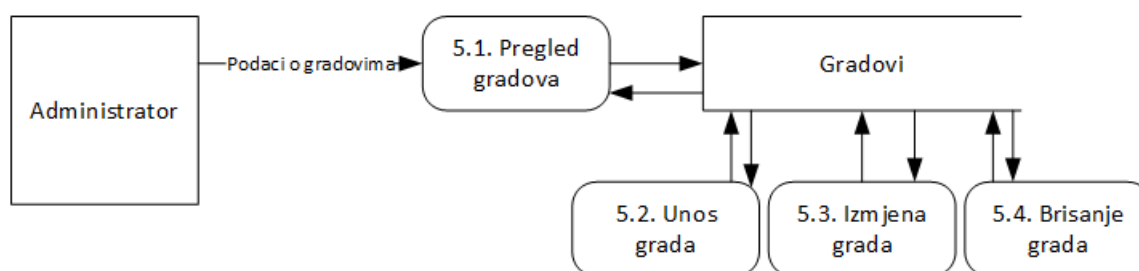 Administrator
Podaci o gradovima
5.1. Pregled
gradova
Gradovi
5.2. Unos
grada
5.3. Izmjena
grada
5.4. Brisanje
grada